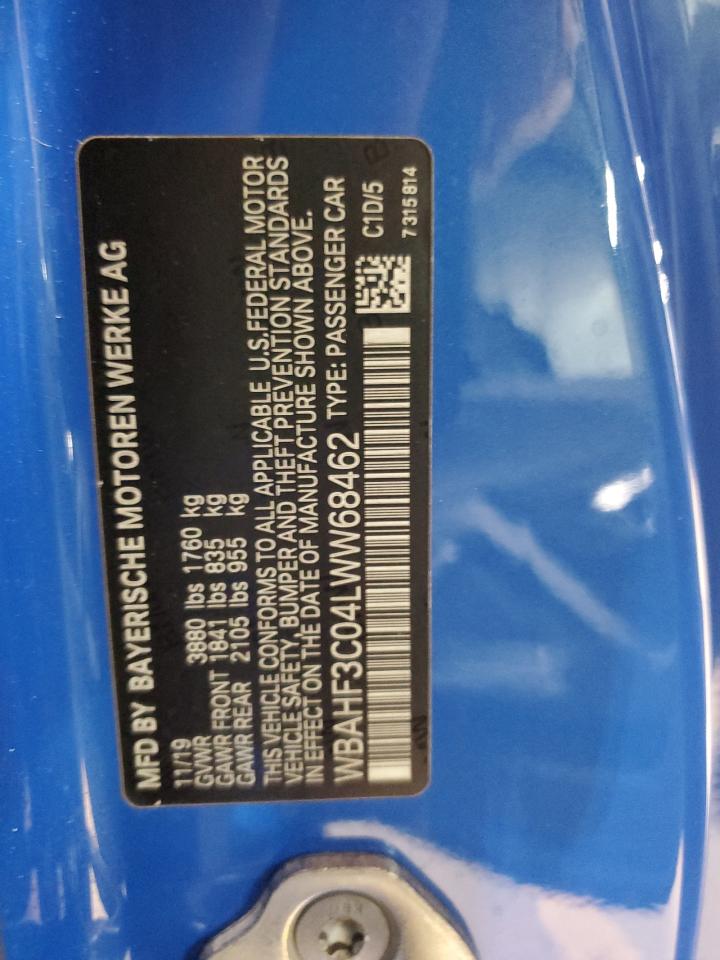 MFD BY BAYERISCHE MOTOREN WERKE AG
11/19
GVWR 3880 lbs 1760 kg
GAWR FRONT 1841 lbs 835 kg
GAWR REAR 2105 lbs 955 kg
THIS VEHICLE CONFORMS TO ALL APPLICABLE U.S.FEDERAL MOTOR
VEHICLE SAFETY, BUMPER AND THEFT PREVENTION STANDARDS
IN EFFECT ON THE DATE OF MANUFACTURE SHOWN ABOVE.
WBAHF3C04LWW68462 TYPE: PASSENGER CAR C1D/5
7 315 814